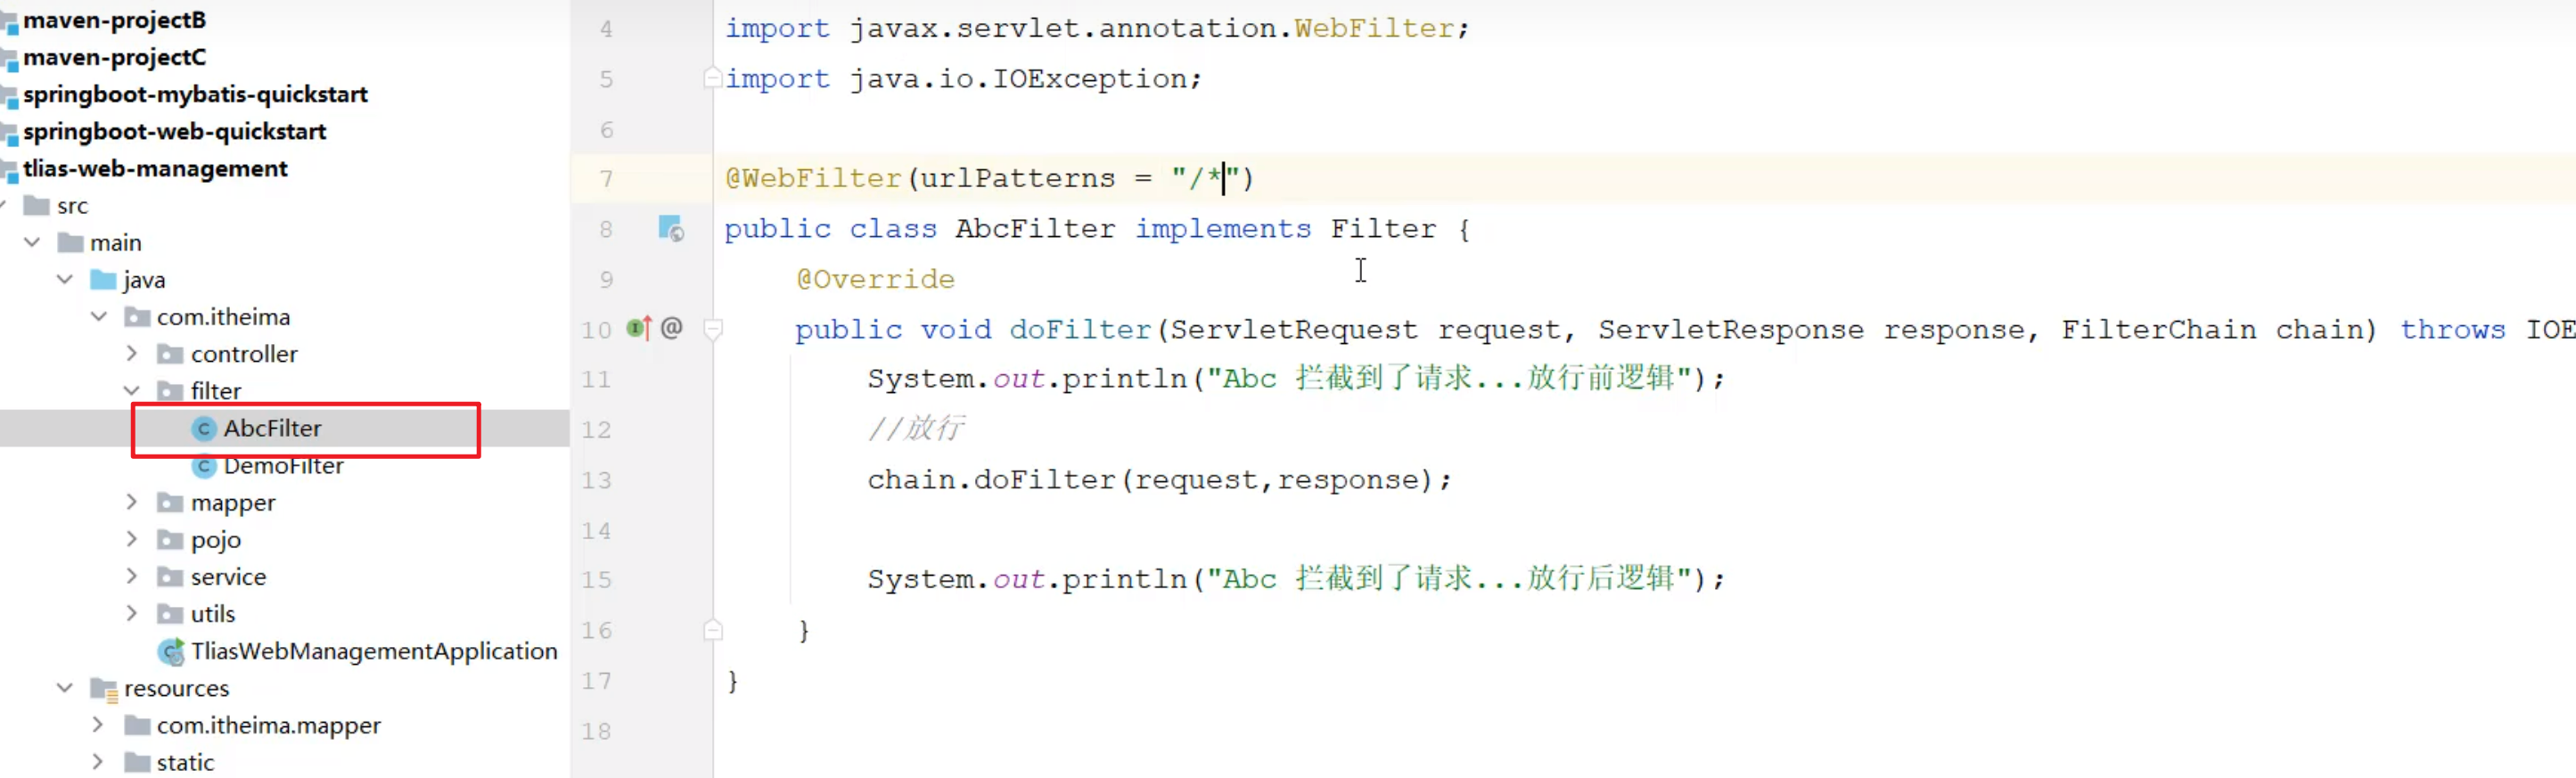 maven-projectB
maven-projectC
springboot-mybatis-quickstart
springboot-web-quickstart
tlias-web-management
src
main
java
com.itheima
controller
filter
AbcFilter
DemoFilter
mapper
pojo
service
utils
TliasWebManagementApplication
resources
com.itheima.mapper
static
4 import javax.servlet.annotation.WebFilter;
5 import java.io.IOException;
6
7 @WebFilter(urlPatterns = "/*")
8 public class AbcFilter implements Filter {
9 @Override
10 public void doFilter(ServletRequest request, ServletResponse response, FilterChain chain) throws IOE
11 System.out.println("Abc 拦截到了请求...放行前逻辑");
12 //放行
13 chain.doFilter(request,response);
14
15 System.out.println("Abc 拦截到了请求...放行后逻辑");
16 }
17 }
18